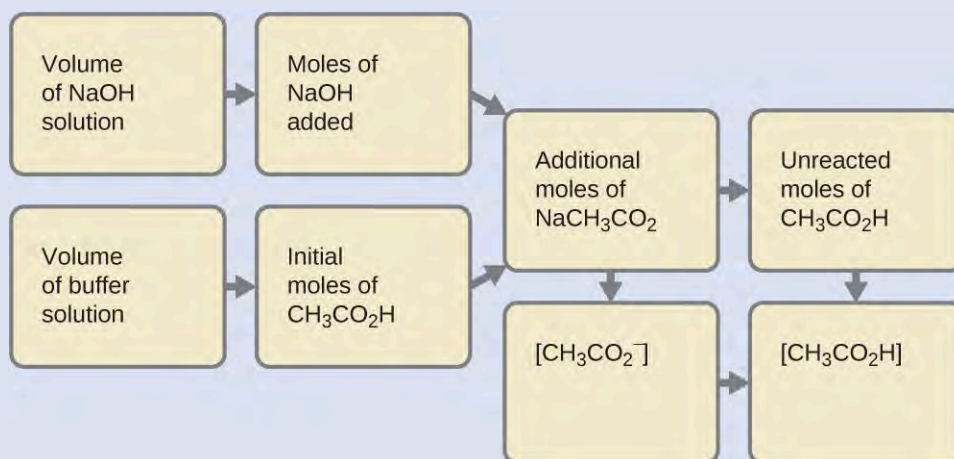 Volume
of NaOH
solution
Moles of
NaOH
added
Volume
of buffer
solution
Initial
moles of
CH₃CO₂H
Additional
moles of
NaCH₃CO₂
Unreacted
moles of
CH₃CO₂H
[CH₃CO₂⁻]
[CH₃CO₂H]